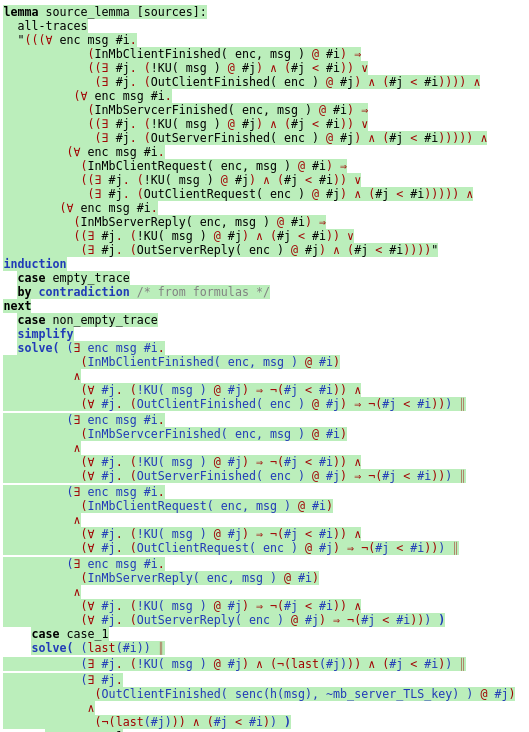 lemma source_lemma [sources]:
all-traces
"(((∀ enc msg #i.
(InMbClientFinished( enc, msg ) @ #i) ⇒
((∃ #j. (!KU( msg ) @ #j) ∧ (#j < #i)) ∨
(∃ #j. (OutClientFinished( enc ) @ #j) ∧ (#j < #i)))) ∧
(∀ enc msg #i.
(InMbServcerFinished( enc, msg ) @ #i) ⇒
((∃ #j. (!KU( msg ) @ #j) ∧ (#j < #i)) ∨
(∃ #j. (OutServerFinished( enc ) @ #j) ∧ (#j < #i))))) ∧
(∀ enc msg #i.
(InMbClientRequest( enc, msg ) @ #i) ⇒
((∃ #j. (!KU( msg ) @ #j) ∧ (#j < #i)) ∨
(∃ #j. (OutClientRequest( enc ) @ #j) ∧ (#j < #i))))) ∧
(∀ enc msg #i.
(InMbServerReply( enc, msg ) @ #i) ⇒
((∃ #j. (!KU( msg ) @ #j) ∧ (#j < #i)) ∨
(∃ #j. (OutServerReply( enc ) @ #j) ∧ (#j < #i))))"
induction
case empty_trace
by contradiction /* from formulas */
next
case non_empty_trace
simplify
solve( (∃ enc msg #i.
(InMbClientFinished( enc, msg ) @ #i)
∧
(∀ #j. (!KU( msg ) @ #j) ⇒ ¬(#j < #i)) ∧
(∀ #j. (OutClientFinished( enc ) @ #j) ⇒ ¬(#j < #i))) ∥
(∃ enc msg #i.
(InMbServcerFinished( enc, msg ) @ #i)
∧
(∀ #j. (!KU( msg ) @ #j) ⇒ ¬(#j < #i)) ∧
(∀ #j. (OutServerFinished( enc ) @ #j) ⇒ ¬(#j < #i))) ∥
(∃ enc msg #i.
(InMbClientRequest( enc, msg ) @ #i)
∧
(∀ #j. (!KU( msg ) @ #j) ⇒ ¬(#j < #i)) ∧
(∀ #j. (OutClientRequest( enc ) @ #j) ⇒ ¬(#j < #i))) ∥
(∃ enc msg #i.
(InMbServerReply( enc, msg ) @ #i)
∧
(∀ #j. (!KU( msg ) @ #j) ⇒ ¬(#j < #i)) ∧
(∀ #j. (OutServerReply( enc ) @ #j) ⇒ ¬(#j < #i))) )
case case_1
solve( (last(#i)) ∥
(∃ #j. (!KU( msg ) @ #j) ∧ (¬(last(#j))) ∧ (#j < #i)) ∥
(∃ #j.
(OutClientFinished( senc(h(msg), ~mb_server_TLS_key) ) @ #j)
∧
(¬(last(#j))) ∧ (#j < #i)) )